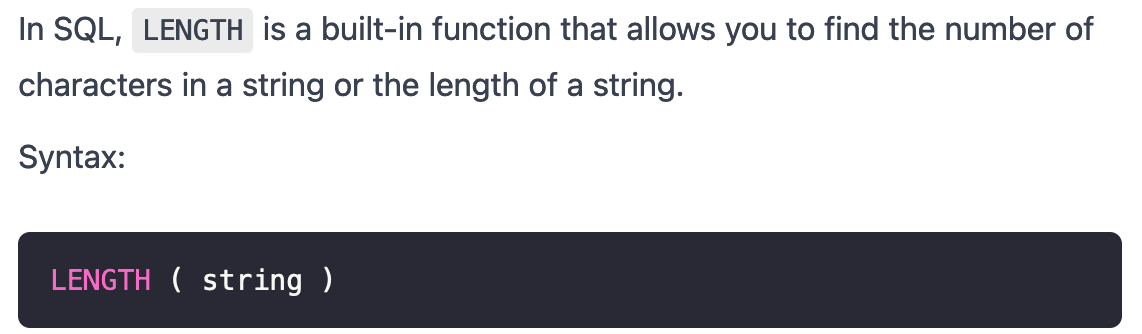 In SQL, LENGTH is a built-in function that allows you to find the number of
characters in a string or the length of a string.
Syntax:
LENGTH ( string )